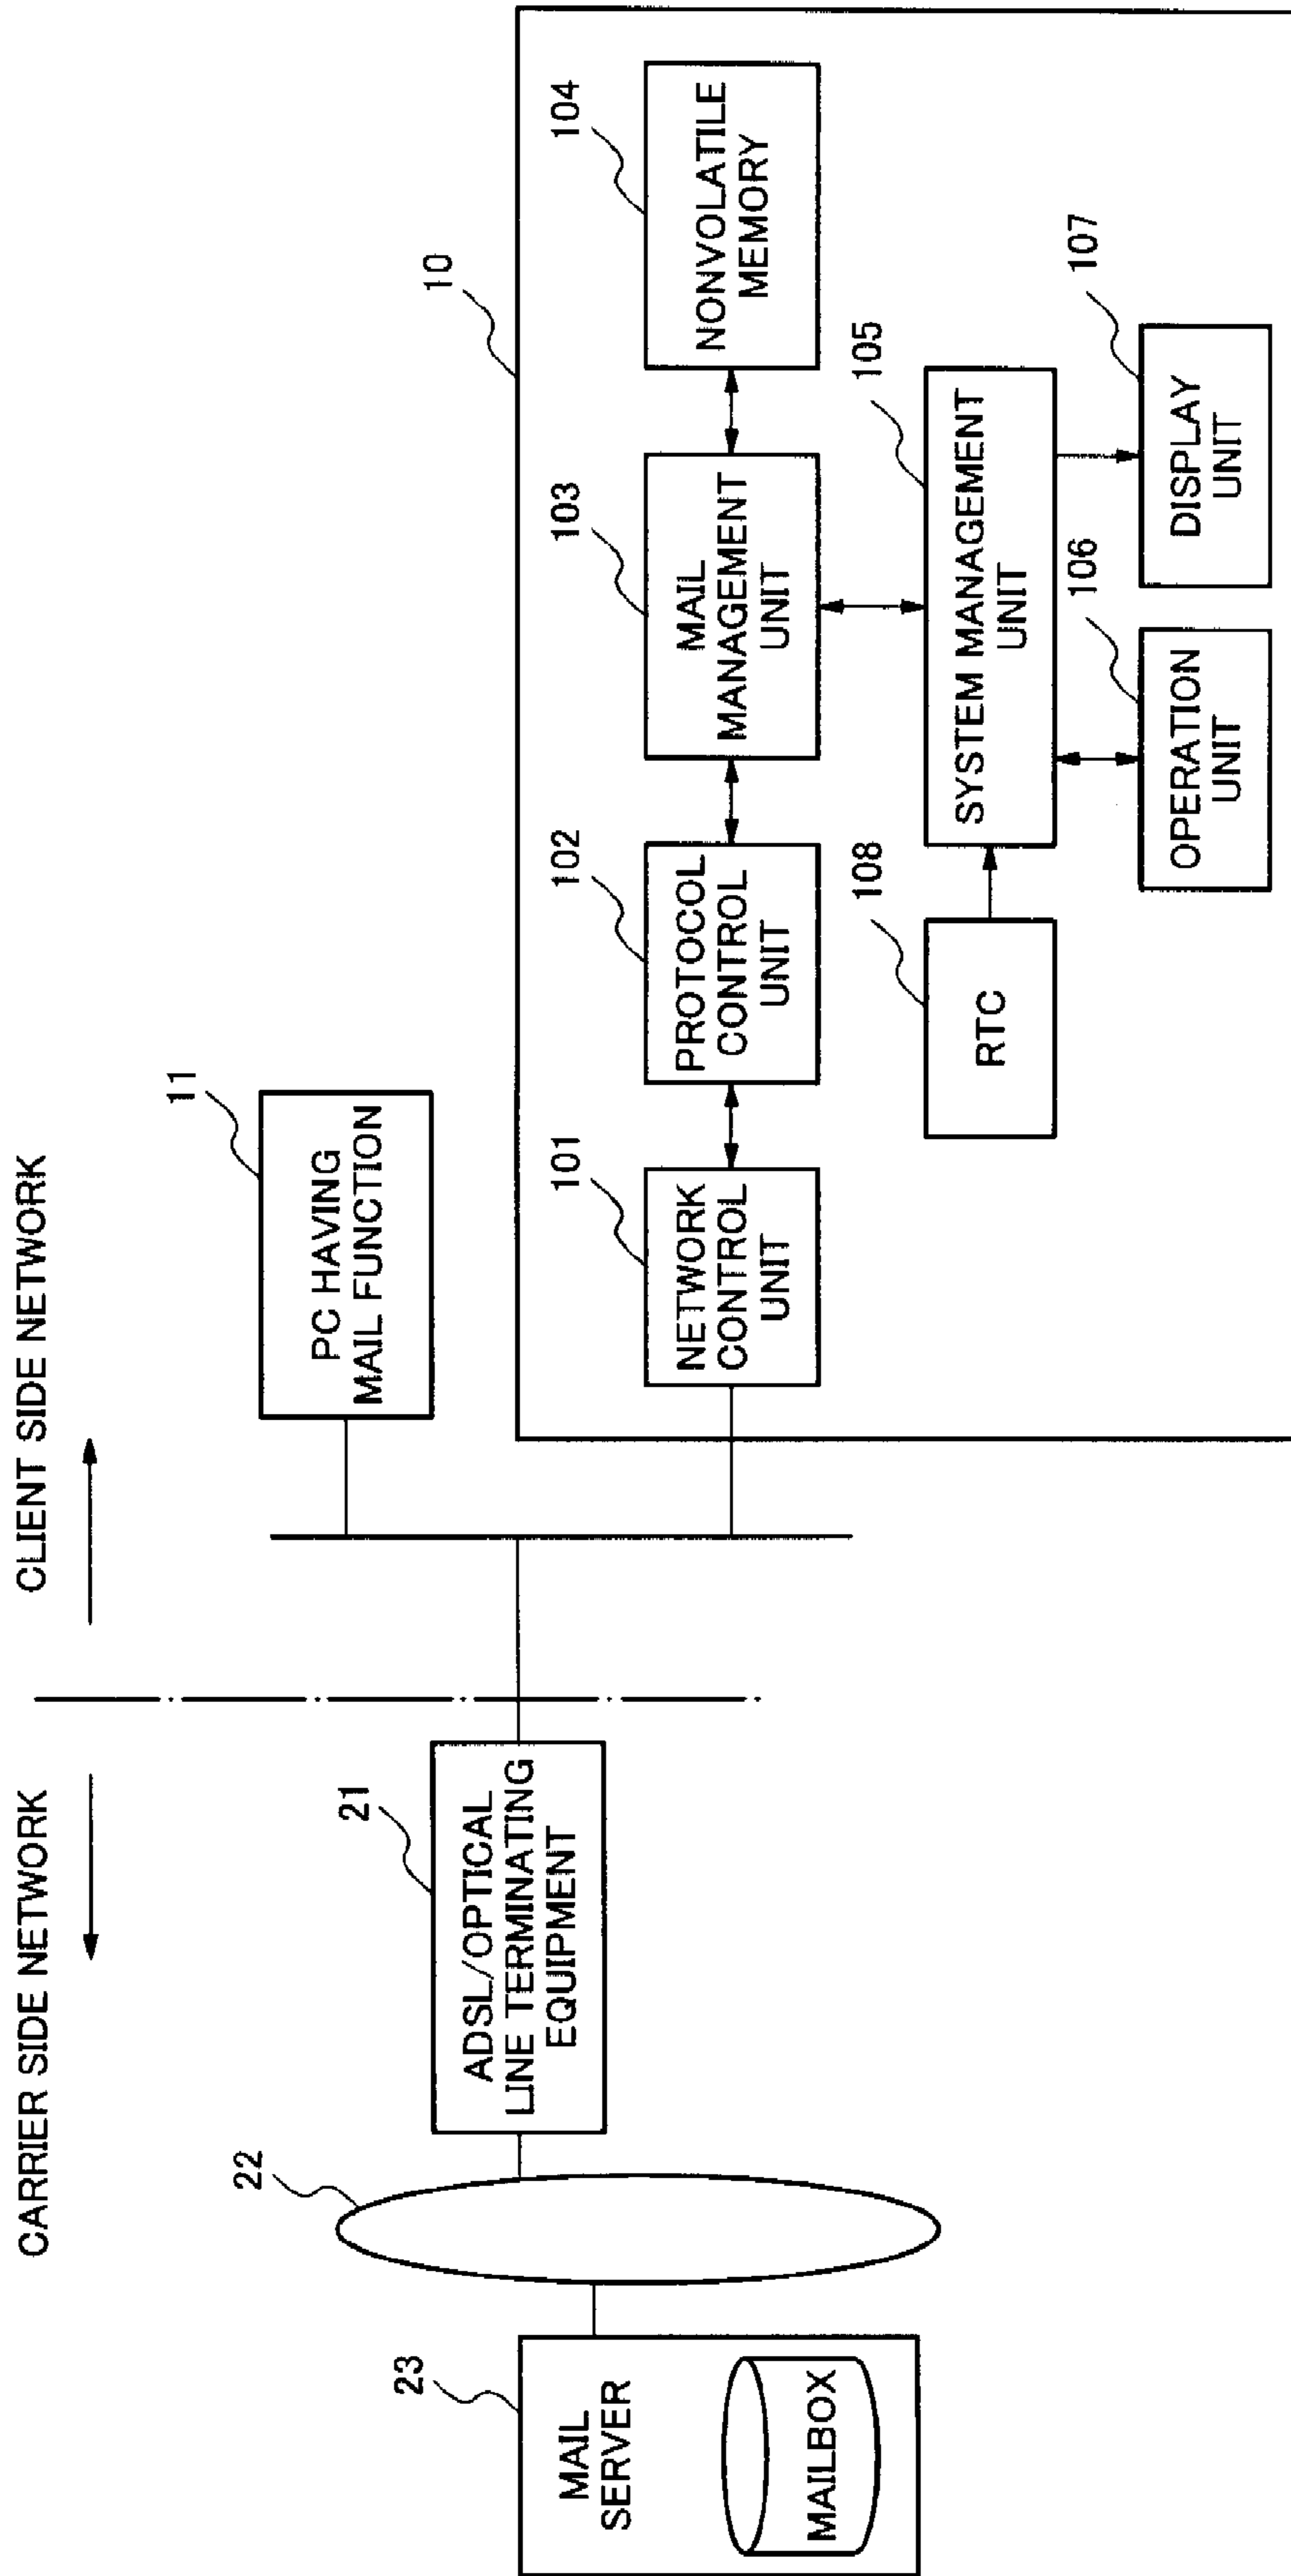 CARRIER SIDE NETWORK
CLIENT SIDE NETWORK
23
MAIL
SERVER
MAILBOX
22
21
ADSL/OPTICAL
LINE TERMINATING
EQUIPMENT
11
PC HAVING
MAIL FUNCTION
10
101
NETWORK
CONTROL
UNIT
102
PROTOCOL
CONTROL
UNIT
103
MAIL
MANAGEMENT
UNIT
104
NONVOLATILE
MEMORY
108
RTC
105
SYSTEM MANAGEMENT
UNIT
106
OPERATION
UNIT
107
DISPLAY
UNIT